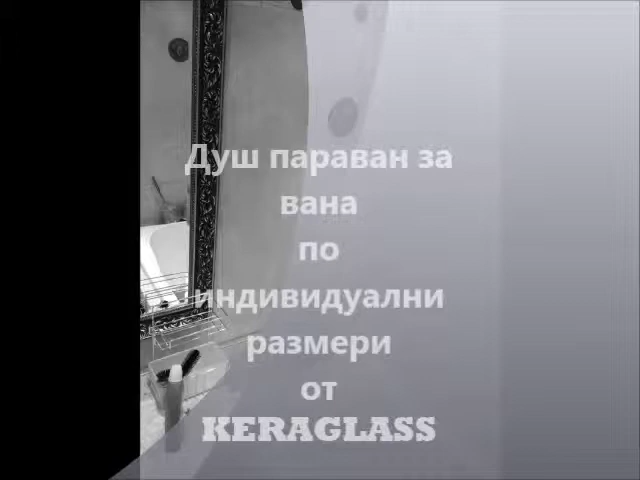 Душ параван за
вана
по
индивидуални
размери
от
KERAGLASS